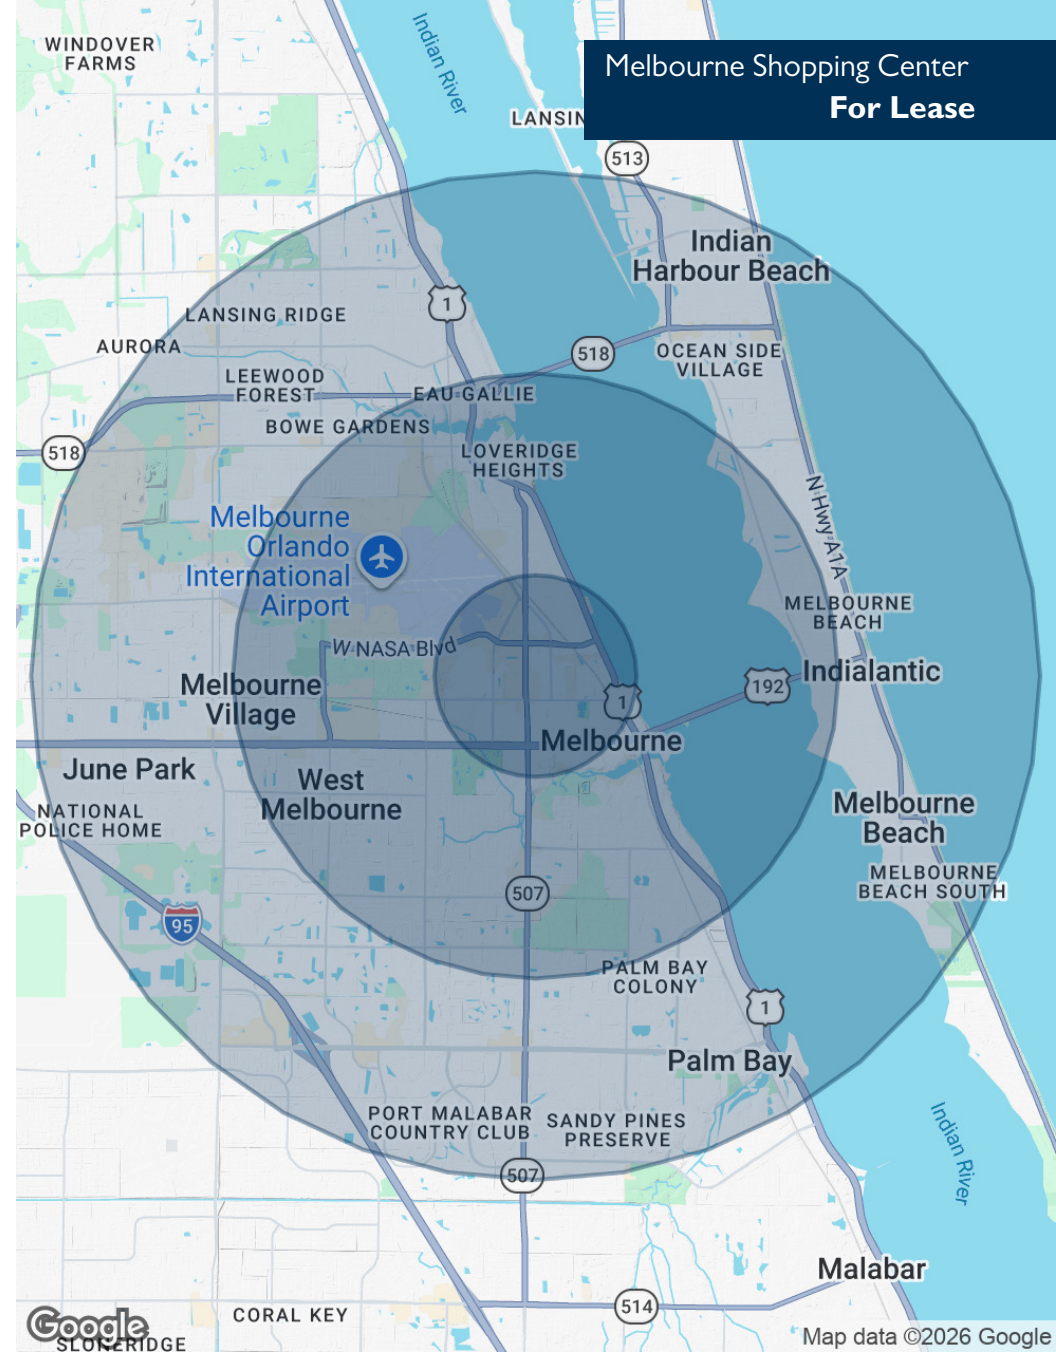 WINDOVER
FARMS
Indian River
Melbourne Shopping Center
For Lease
LANSIN
513
Indian
Harbour Beach
1
LANSING RIDGE
AURORA
518
OCEAN SIDE
VILLAGE
LEEWOOD
FOREST
EAU GALLIE
BOWE GARDENS
518
LOVERIDGE
HEIGHTS
N Hwy A1A
Melbourne
Orlando
International
Airport
MELBOURNE
BEACH
W NASA Blvd
Indialantic
192
Melbourne
Village
1
Melbourne
June Park
West
Melbourne
NATIONAL
POLICE HOME
Melbourne
Beach
MELBOURNE
BEACH SOUTH
507
95
PALM BAY
COLONY
1
Palm Bay
PORT MALABAR
COUNTRY CLUB
SANDY PINES
PRESERVE
Indian River
507
Malabar
514
CORAL KEY
Google
SLONERIDGE
Map data ©2026 Google